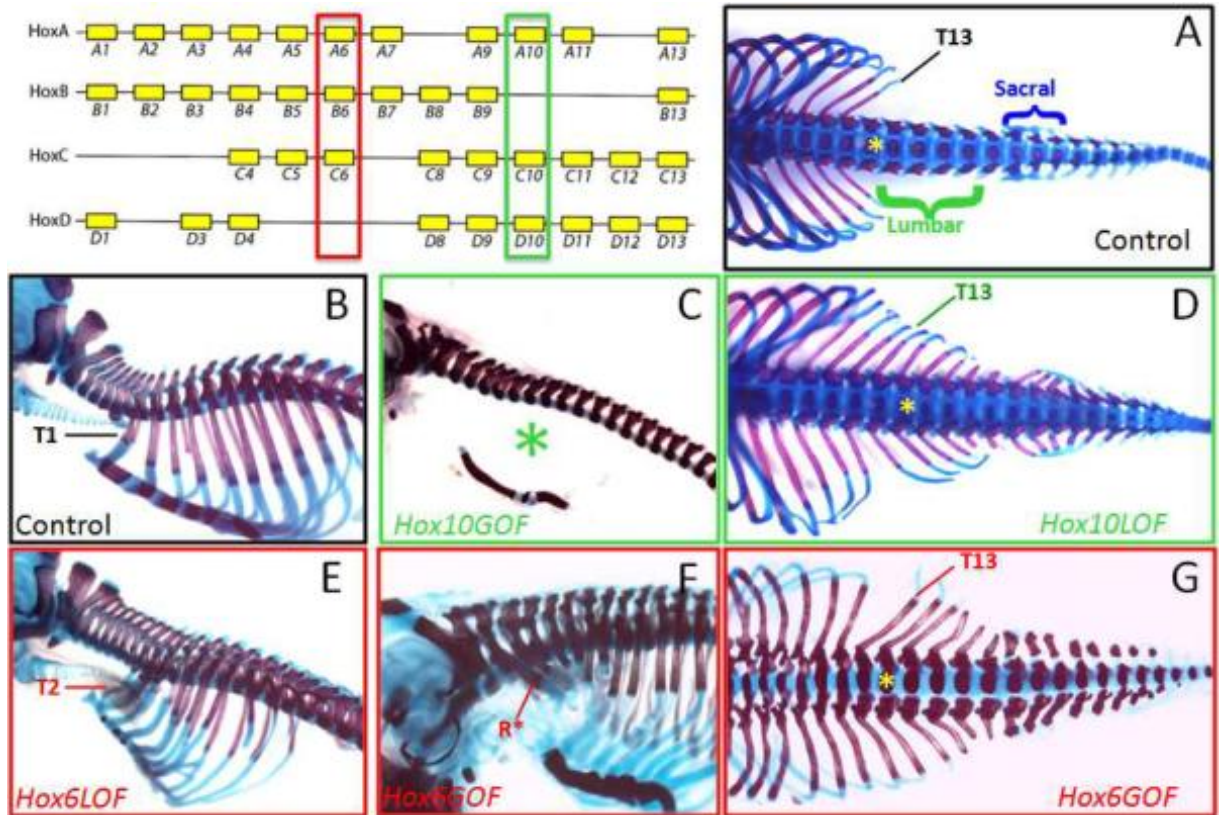 HoxA
A1 A2 A3 A4 A5 A6 A7 A9 A10 A11 A13
HoxB
B1 B2 B3 B4 B5 B6 B7 B8 B9 B13
HoxC
C4 C5 C6 C8 C9 C10 C11 C12 C13
HoxD
D1 D3 D4 D8 D9 D10 D11 D12 D13
A
T13
Sacral
*
Lumbar
Control
B
T1
Control
C
*
Hox10GOF
D
T13
*
Hox10LOF
E
T2
Hox6LOF
F
R*
Hox6GOF
G
T13
*
Hox6GOF